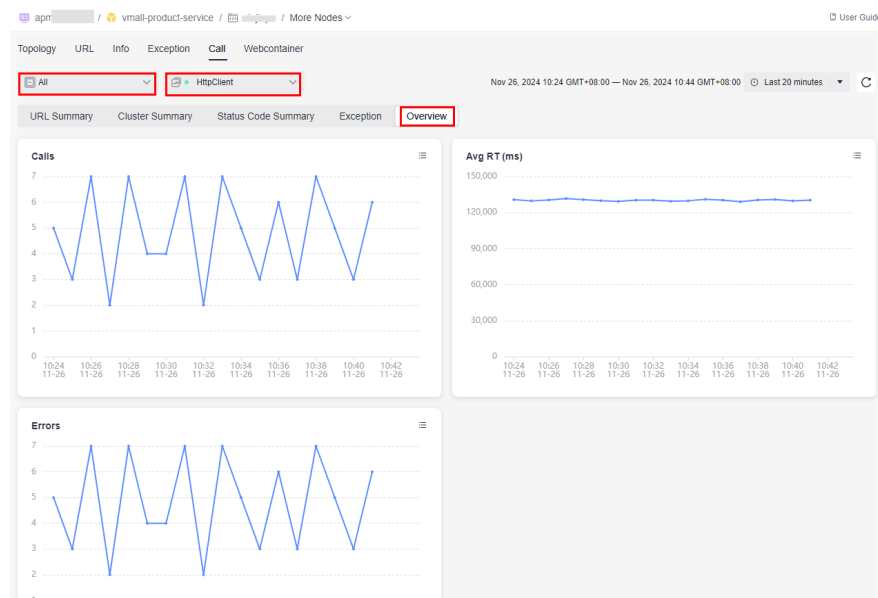 apm / vmall-product-service / / More Nodes
User Guide
Topology URL Info Exception Call Webcontainer
All HttpClient Nov 26, 2024 10:24 GMT+08:00 — Nov 26, 2024 10:44 GMT+08:00 Last 20 minutes
URL Summary Cluster Summary Status Code Summary Exception Overview
Calls
7
6
5
4
3
2
1
0
10:24 10:26 10:28 10:30 10:32 10:34 10:36 10:38 10:40 10:42
11-26 11-26 11-26 11-26 11-26 11-26 11-26 11-26 11-26 11-26
Avg RT (ms)
150,000
120,000
90,000
60,000
30,000
0
10:24 10:26 10:28 10:30 10:32 10:34 10:36 10:38 10:40 10:42
11-26 11-26 11-26 11-26 11-26 11-26 11-26 11-26 11-26 11-26
Errors
7
6
5
4
3
2